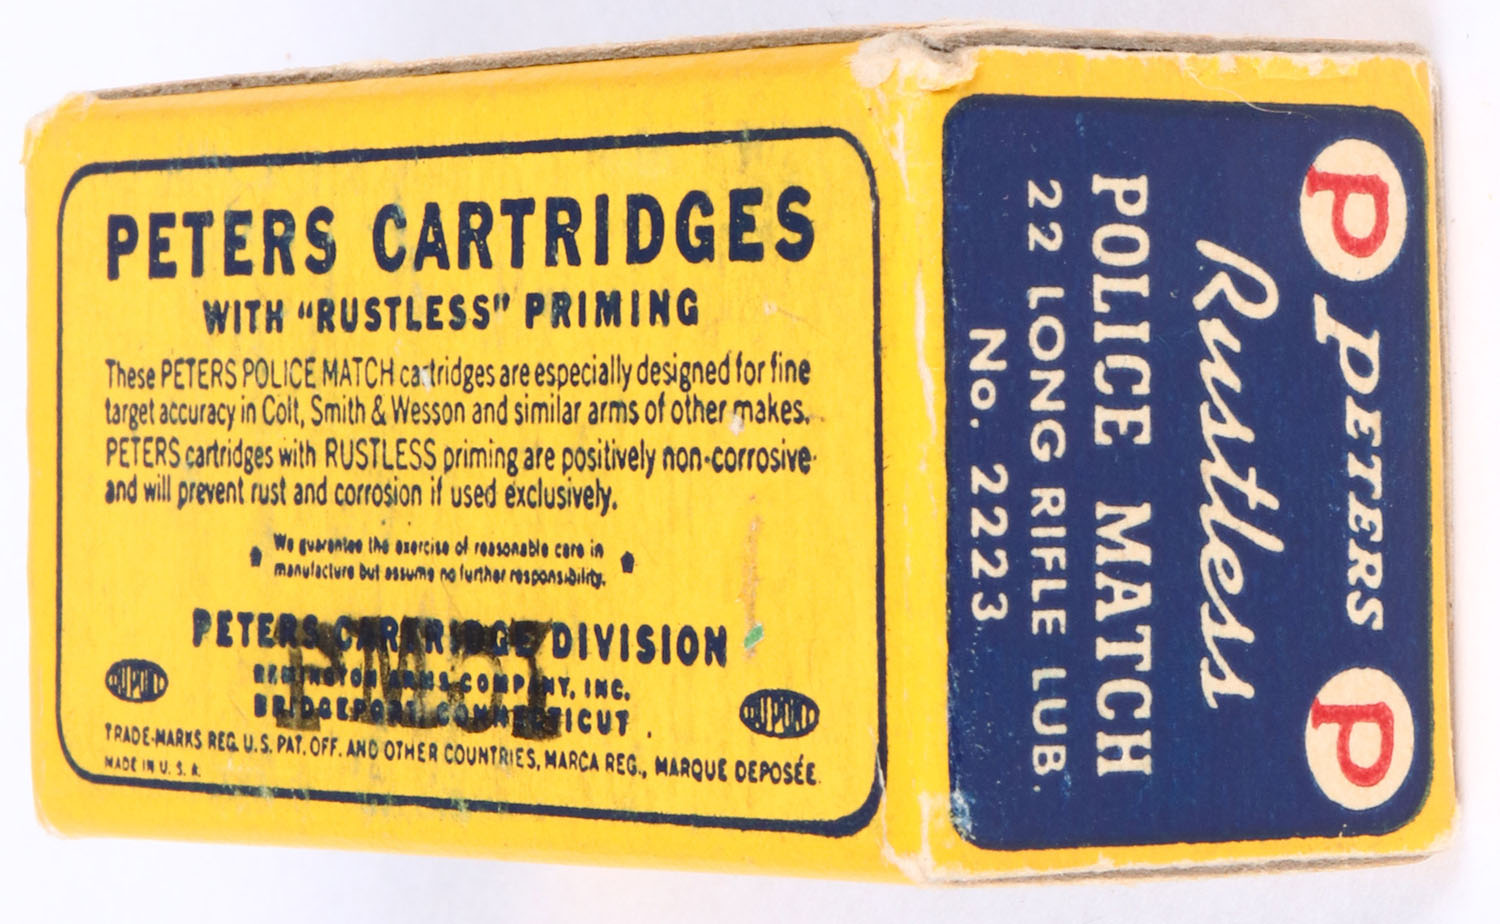 PETERS CARTRIDGES
WITH "RUSTLESS" PRIMING
These PETERS POLICE MATCH cartridges are especially designed for fine
target accuracy in Colt, Smith & Wesson and similar arms of other makes.
PETERS cartridges with RUSTLESS priming are positively non-corrosive
and will prevent rust and corrosion if used exclusively.
We guarantee the exercise of reasonable care in
manufacture but assume no further responsibility.
PETERS CARTRIDGE DIVISION
REMINGTON ARMS COMPANY, INC.
BRIDGEPORT, CONNECTICUT.
DUPONT
DUPONT
TRADE-MARKS REG. U.S. PAT. OFF. AND OTHER COUNTRIES, MARCA REG., MARQUE DEPOSÉE.
MADE IN U.S.A.
P PETERS P
Rustless
POLICE MATCH
22 LONG RIFLE LUB.
No. 2223